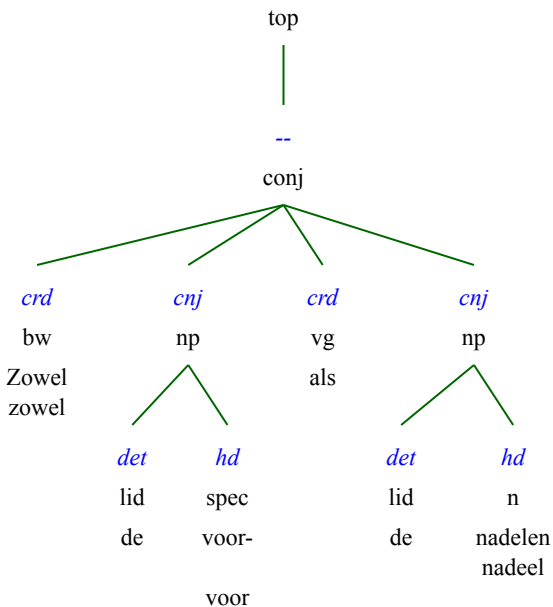 top
--
conj
crd cnj crd cnj
bw np vg np
Zowel als
zowel
det hd det hd
lid spec lid n
de voor- de nadelen
nadeel
voor